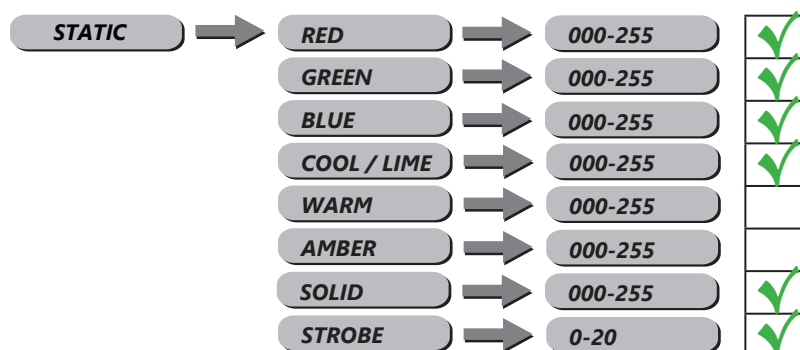 STATIC RED 000-255
GREEN 000-255
BLUE 000-255
COOL / LIME 000-255
WARM 000-255
AMBER 000-255
SOLID 000-255
STROBE 0-20